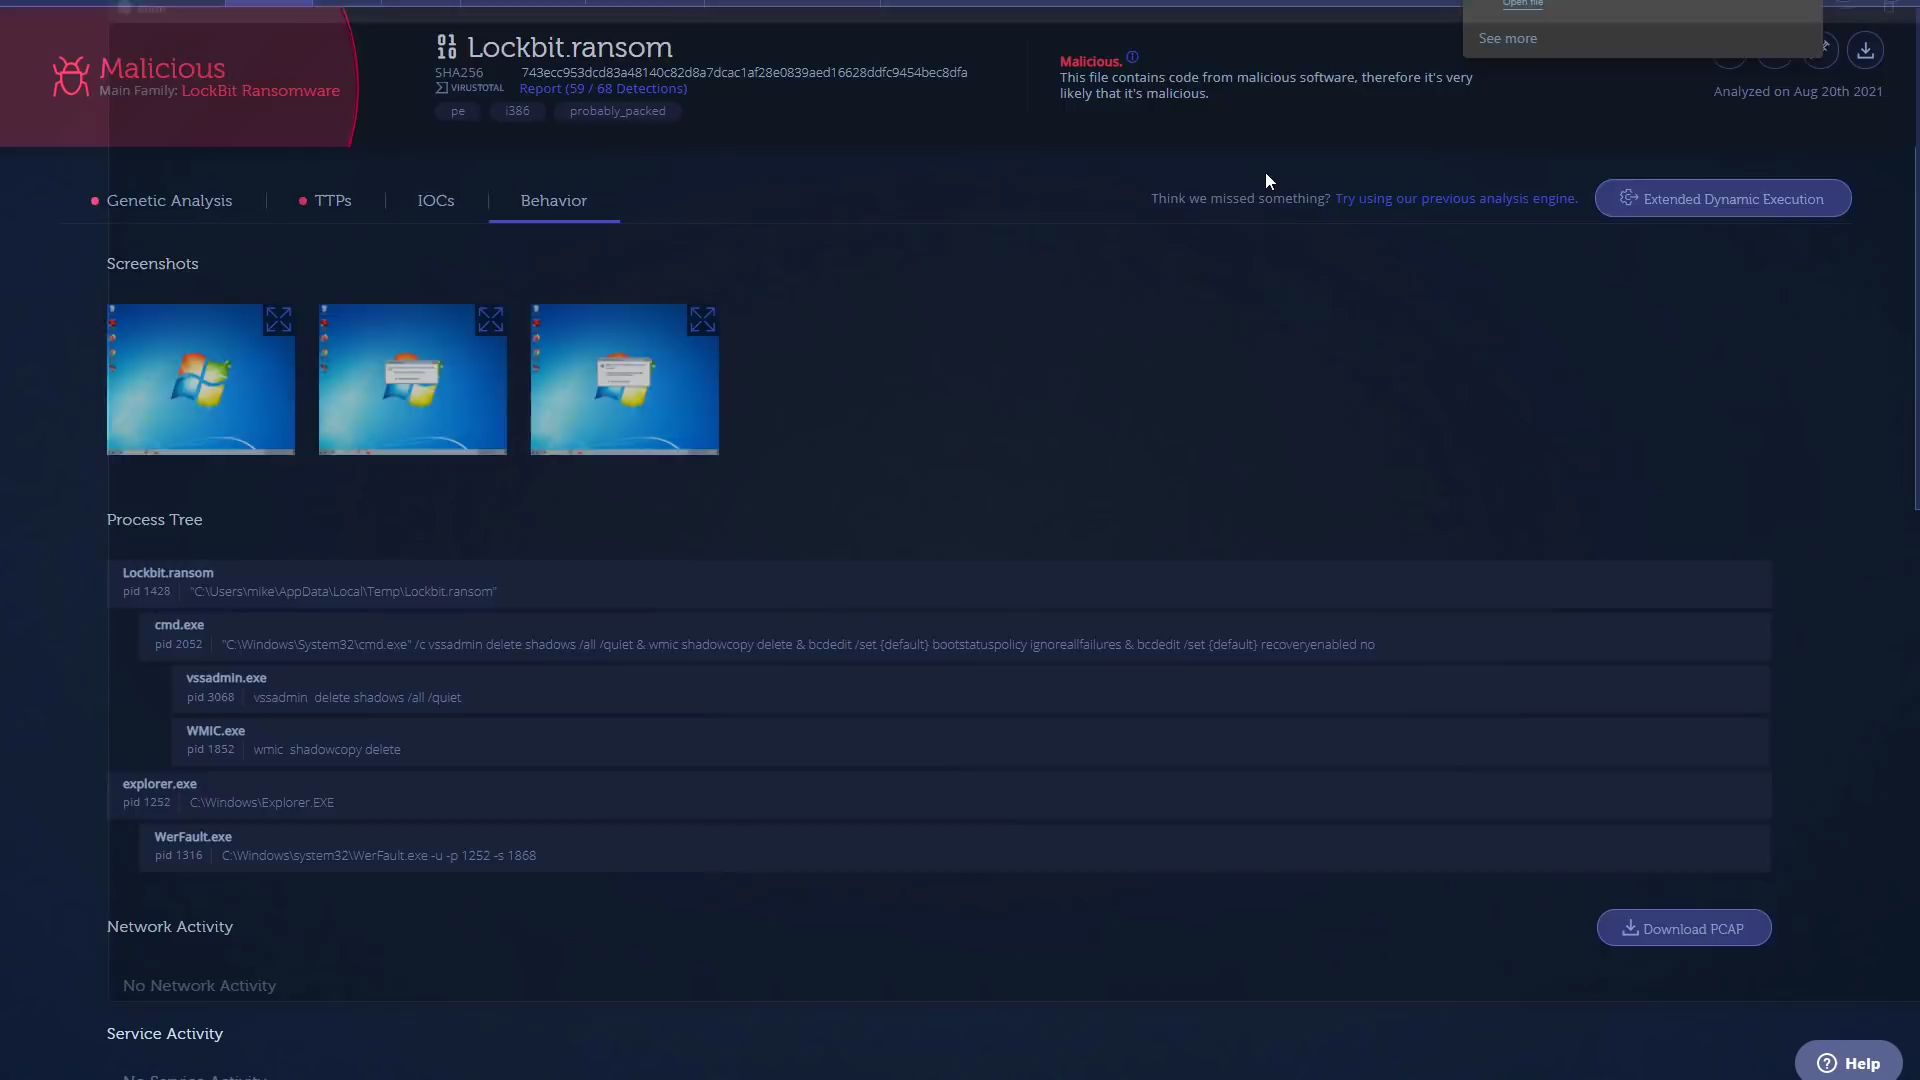 Open file
See more
Malicious
Main Family: LockBit Ransomware
Lockbit.ransom
SHA256 743ecc953dcd83a48140c82d8a7dcac1af28e0839aed16628ddfc9454bec8dfa
VIRUSTOTAL Report (59 / 68 Detections)
pe i386 probably_packed
Malicious.
This file contains code from malicious software, therefore it's very
likely that it's malicious.
Analyzed on Aug 20th 2021
Genetic Analysis TTPs IOCs Behavior
Think we missed something? Try using our previous analysis engine.
Extended Dynamic Execution
Screenshots
Process Tree
Lockbit.ransom
pid 1428 "C:\Users\mike\AppData\Local\Temp\Lockbit.ransom"
cmd.exe
pid 2052 "C:\Windows\System32\cmd.exe" /c vssadmin delete shadows /all /quiet & wmic shadowcopy delete & bcdedit /set {default} bootstatuspolicy ignoreallfailures & bcdedit /set {default} recoveryenabled no
vssadmin.exe
pid 3068 vssadmin delete shadows /all /quiet
WMIC.exe
pid 1852 wmic shadowcopy delete
explorer.exe
pid 1252 C:\Windows\Explorer.EXE
WerFault.exe
pid 1316 C:\Windows\system32\WerFault.exe -u -p 1252 -s 1868
Network Activity
Download PCAP
No Network Activity
Service Activity
No Service Activity
Help